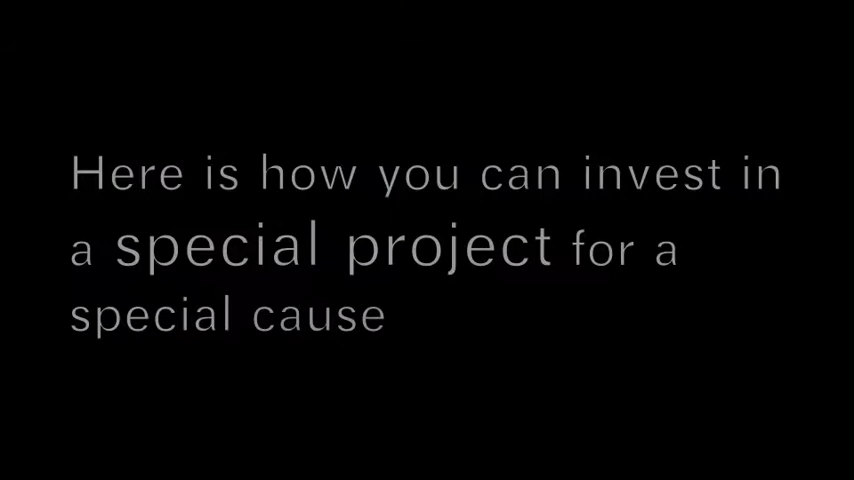 Here is how you can invest in
a special project for a
special cause